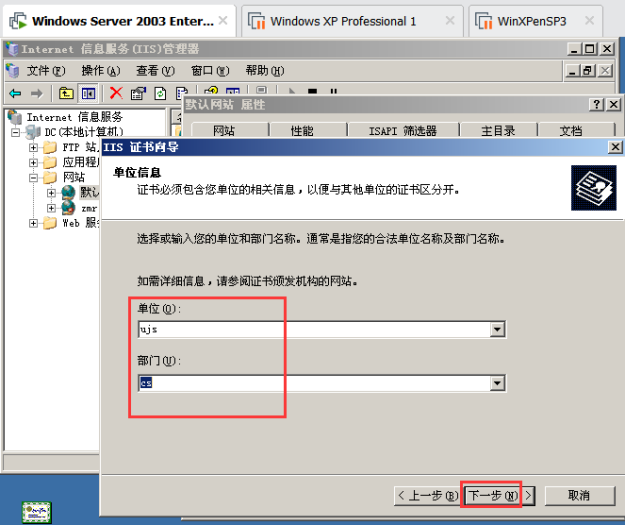 Windows Server 2003 Enter...
Windows XP Professional 1
WinXPenSP3
Internet 信息服务(IIS)管理器
文件(F) 操作(A) 查看(V) 窗口(W) 帮助(H)
默认网站 属性
Internet 信息服务
网站 性能 ISAPI 筛选器 主目录 文档
DC(本地计算机)
FTP 站
IIS 证书向导
应用程
网站
单位信息
证书必须包含您单位的相关信息，以便与其他单位的证书区分开。
默认
zmr
Web 服
选择或输入您的单位和部门名称。通常是指您的合法单位名称及部门名称。
如需详细信息，请参阅证书颁发机构的网站。
单位(O):
ujs
部门(U):
cs
< 上一步(B) 下一步(N) > 取消